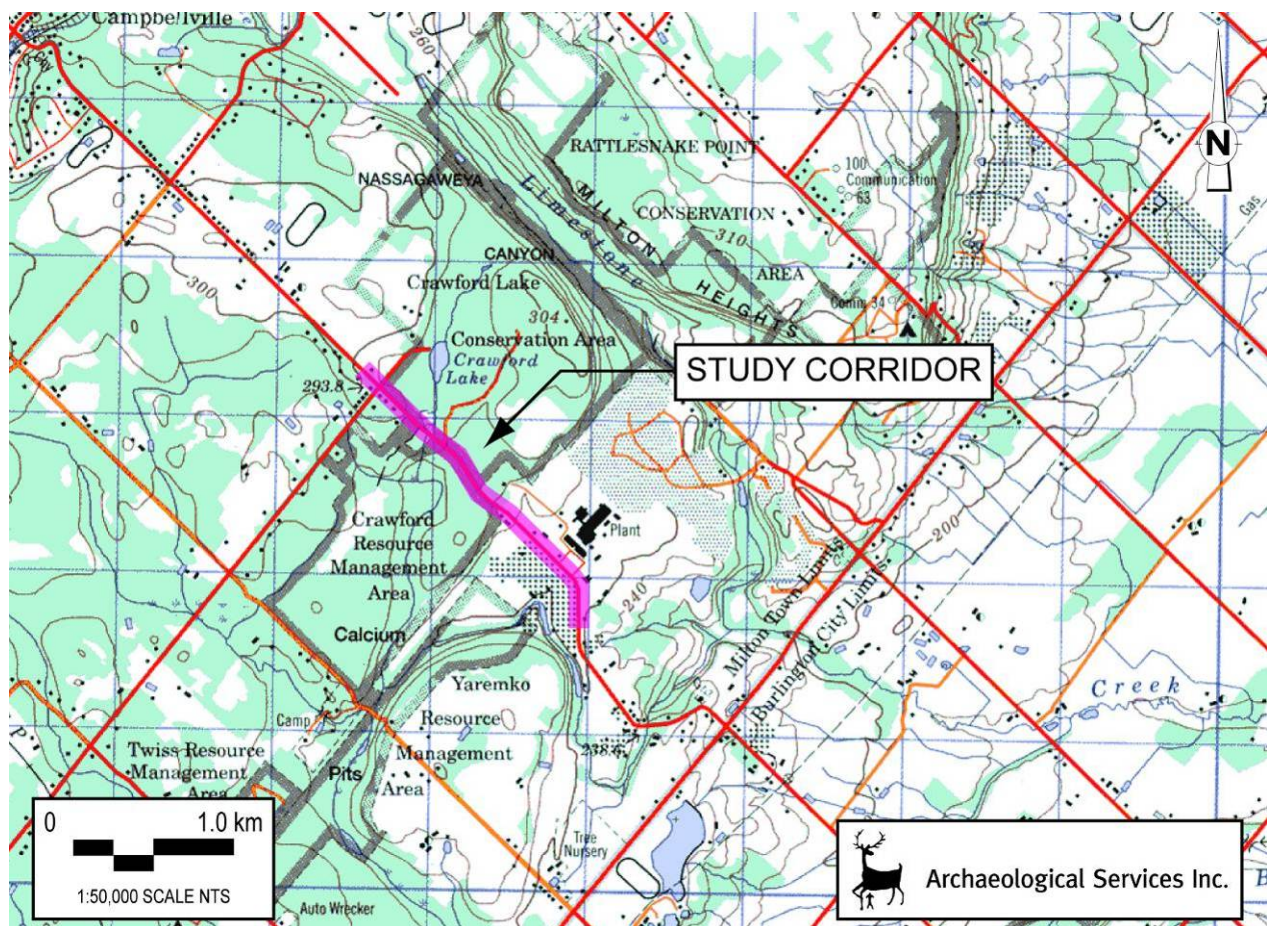 Campbellville
260
RATTLESNAKE POINT
NASSAGAWEYA
Limestone
MILTON
CONSERVATION
310
AREA
HEIGHTS
100
Communication
63
Gas
N
CANYON
300
Crawford Lake
304
Conservation Area
Crawford
Lake
Comm 34
STUDY CORRIDOR
293.8
Plant
200
Crawford
Resource
Management
Area
240
Calcium
Milton Town Limits
Burlington City Limits
Creek
Yaremko
Resource
Management
Area
Camp
Twiss Resource
Management
Area
Pits
238.6
Tree
Nursery
Auto Wrecker
0 1.0 km
1:50,000 SCALE NTS
Archaeological Services Inc.
B